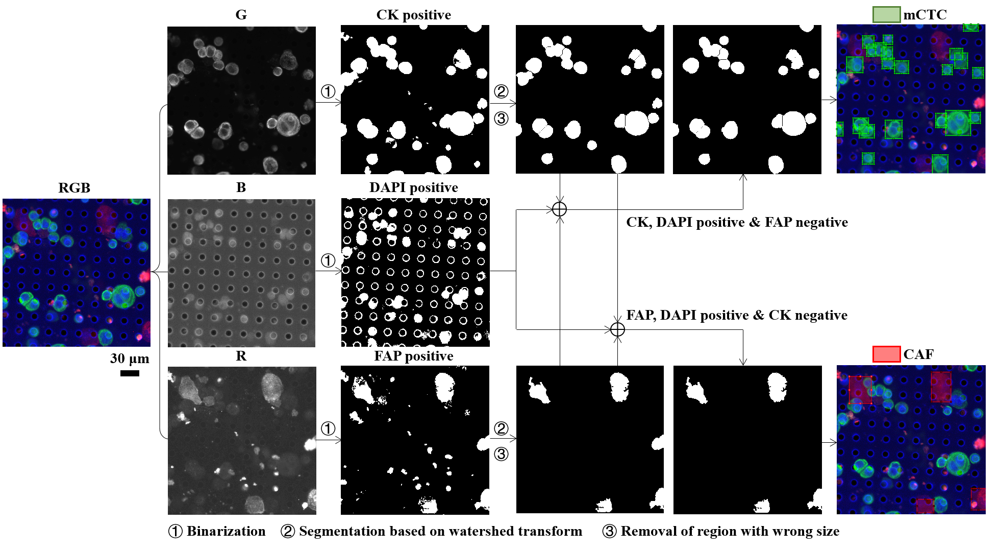 G
CK positive
mCTC
①
②
③
RGB
B
DAPI positive
CK, DAPI positive & FAP negative
①
FAP, DAPI positive & CK negative
30 μm
R
FAP positive
CAF
①
②
③
① Binarization ② Segmentation based on watershed transform ③ Removal of region with wrong size